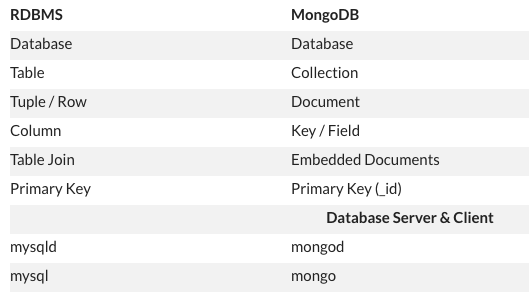 RDBMS MongoDB
Database Database
Table Collection
Tuple / Row Document
Column Key / Field
Table Join Embedded Documents
Primary Key Primary Key (_id)
Database Server & Client
mysqld mongod
mysql mongo